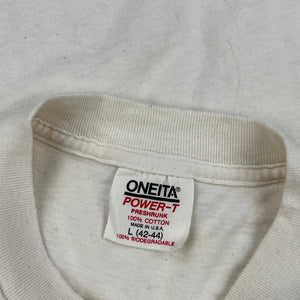 ONEITA®
POWER-T
PRESHRUNK
100% COTTON
MADE IN U.S.A.
L (42-44)
100% BIODEGRADABLE